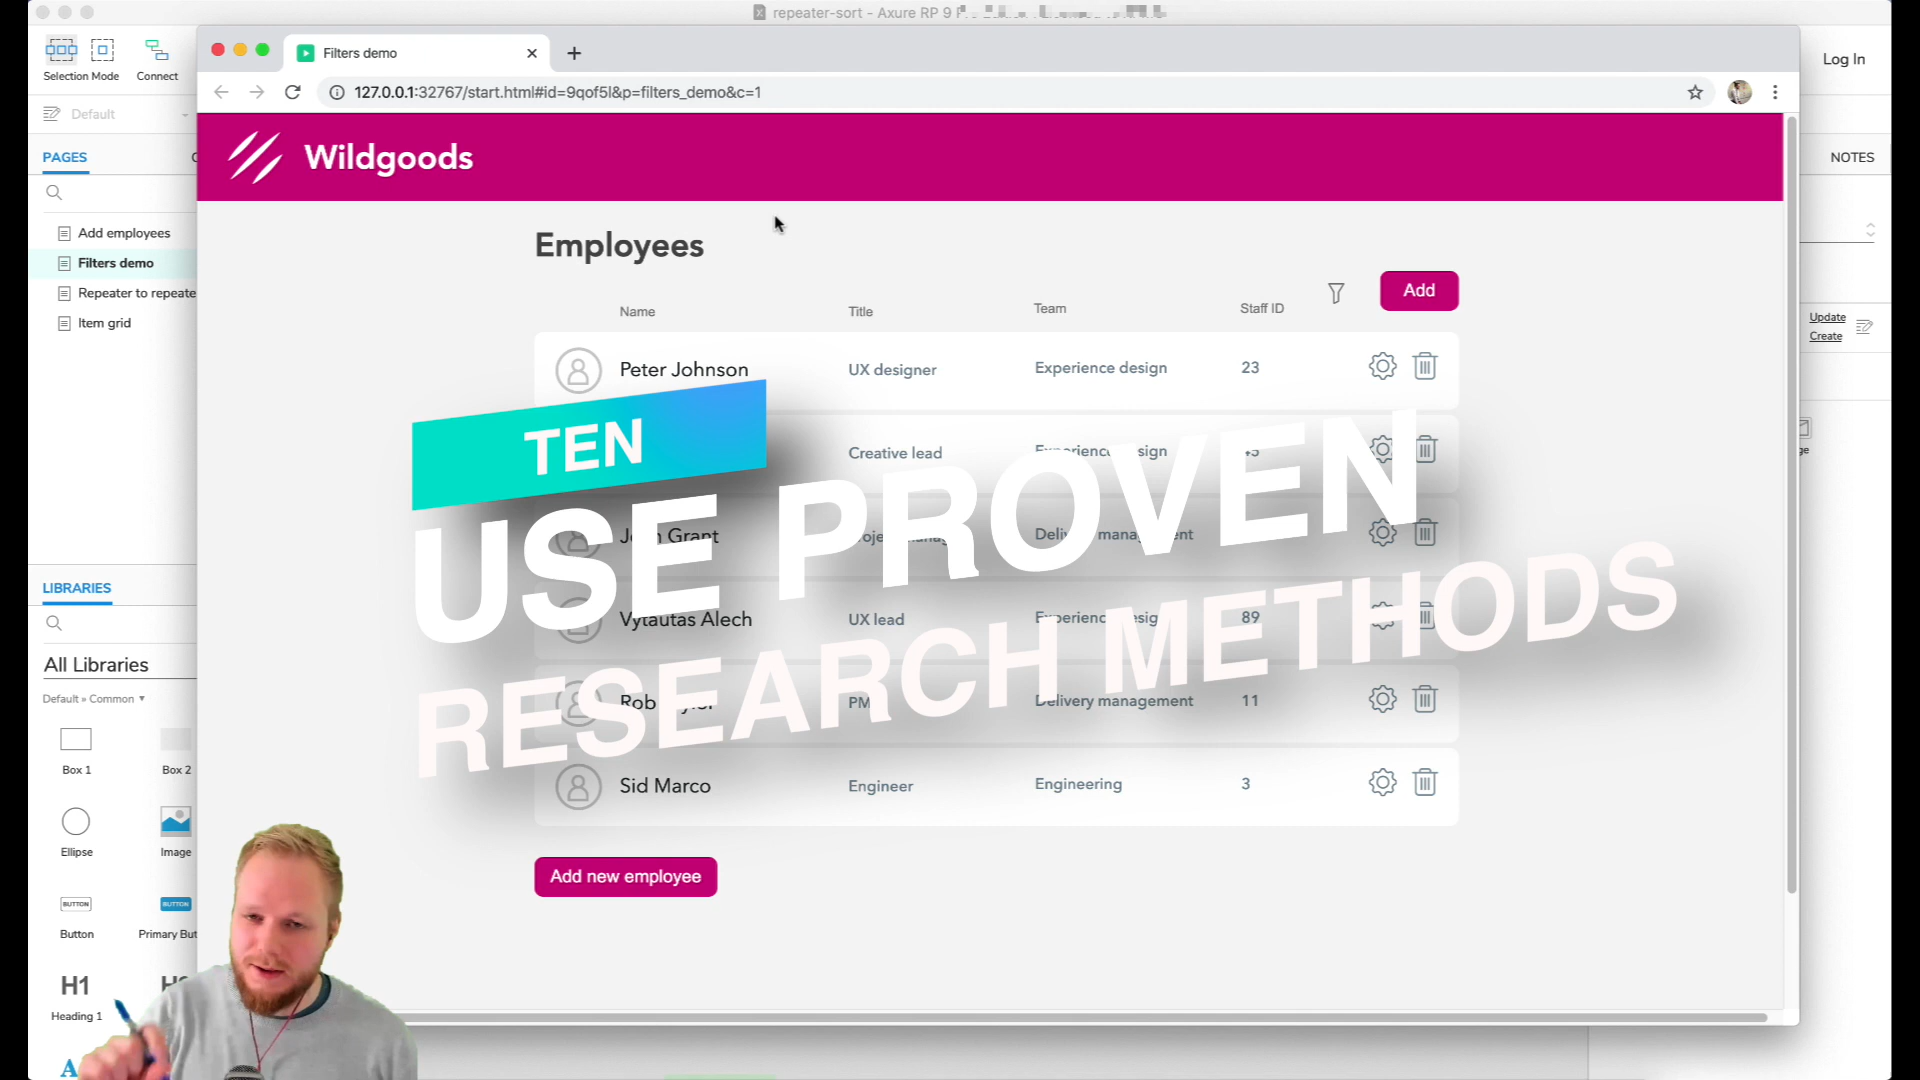 repeater-sort - Axure RP 9
Selection Mode
Connect
Log In
Filters demo
127.0.0.1:32767/start.html#id=9qof5l&p=filters_demo&c=1
Default
PAGES
NOTES
Add employees
Filters demo
Repeater to repeate
Item grid
Wildgoods
Employees
Add
Name Title Team Staff ID
Update
Create
Peter Johnson UX designer Experience design 23
TEN
USE PROVEN
RESEARCH METHODS
Creative lead
Grant
Vytautas Alech UX lead 89
Rob Delivery management 11
Sid Marco Engineer Engineering 3
Add new employee
LIBRARIES
All Libraries
Default » Common
Box 1
Box 2
Ellipse
Image
BUTTON
BUTTON
Button
Primary But
H1
Heading 1
A